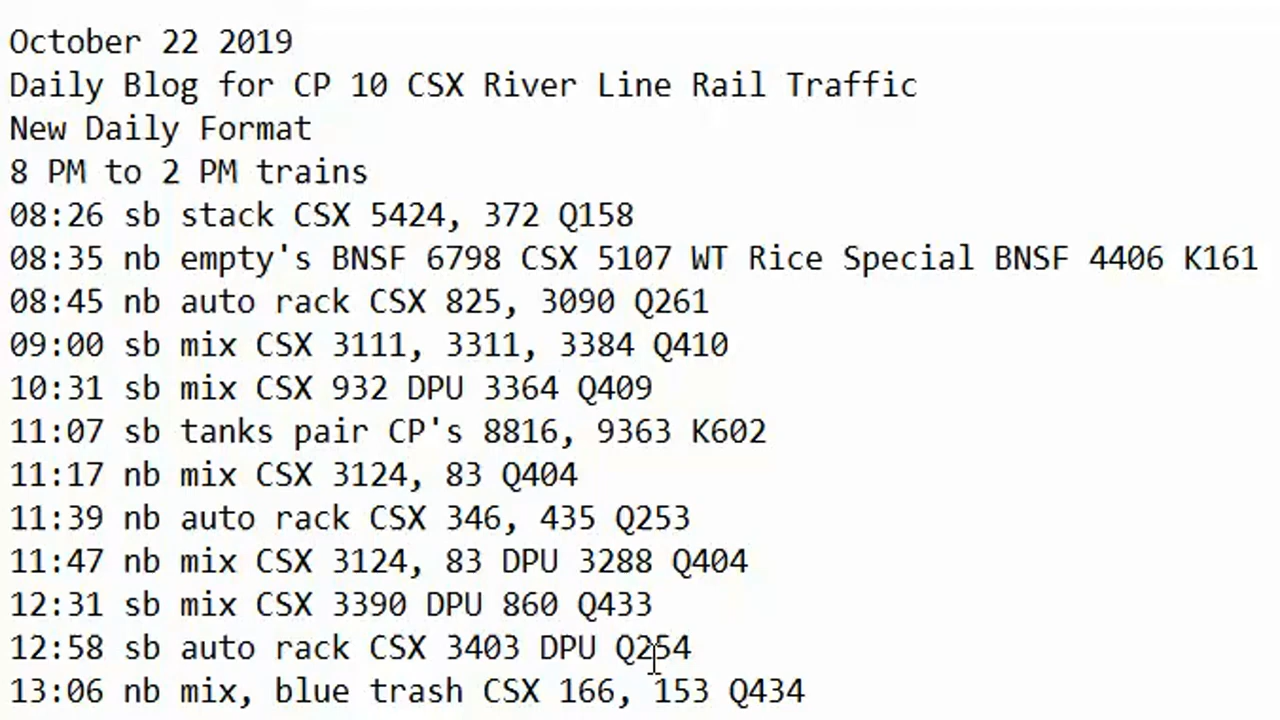 October 22 2019
Daily Blog for CP 10 CSX River Line Rail Traffic
New Daily Format
8 PM to 2 PM trains
08:26 sb stack CSX 5424, 372 Q158
08:35 nb empty's BNSF 6798 CSX 5107 WT Rice Special BNSF 4406 K161
08:45 nb auto rack CSX 825, 3090 Q261
09:00 sb mix CSX 3111, 3311, 3384 Q410
10:31 sb mix CSX 932 DPU 3364 Q409
11:07 sb tanks pair CP's 8816, 9363 K602
11:17 nb mix CSX 3124, 83 Q404
11:39 nb auto rack CSX 346, 435 Q253
11:47 nb mix CSX 3124, 83 DPU 3288 Q404
12:31 sb mix CSX 3390 DPU 860 Q433
12:58 sb auto rack CSX 3403 DPU Q254
13:06 nb mix, blue trash CSX 166, 153 Q434